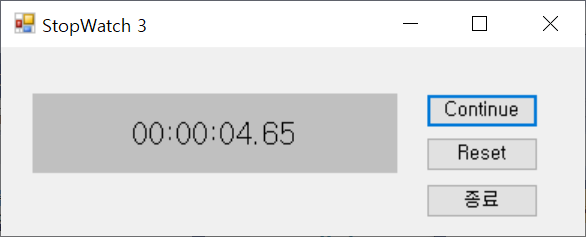 StopWatch 3
00:00:04.65
Continue
Reset
종료